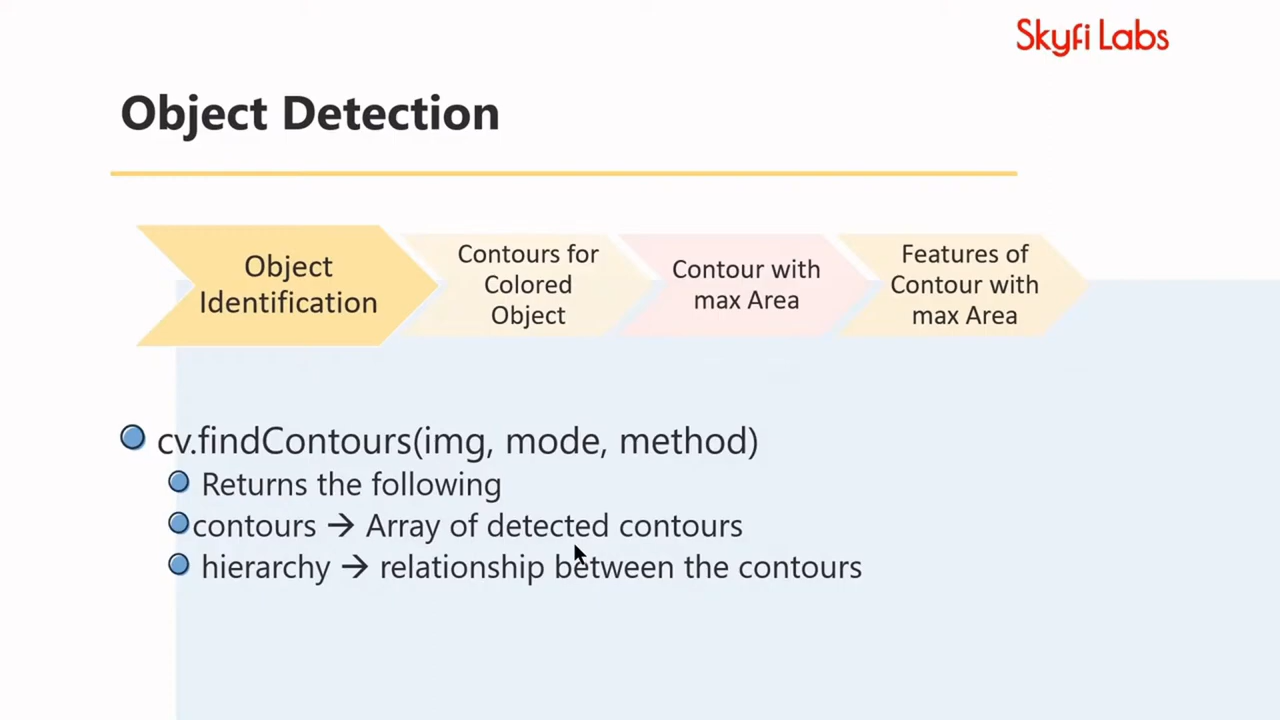 Skyfi Labs
Object Detection
Object
Identification
Contours for
Colored
Object
Contour with
max Area
Features of
Contour with
max Area
cv.findContours(img, mode, method)
Returns the following
contours → Array of detected contours
hierarchy → relationship between the contours